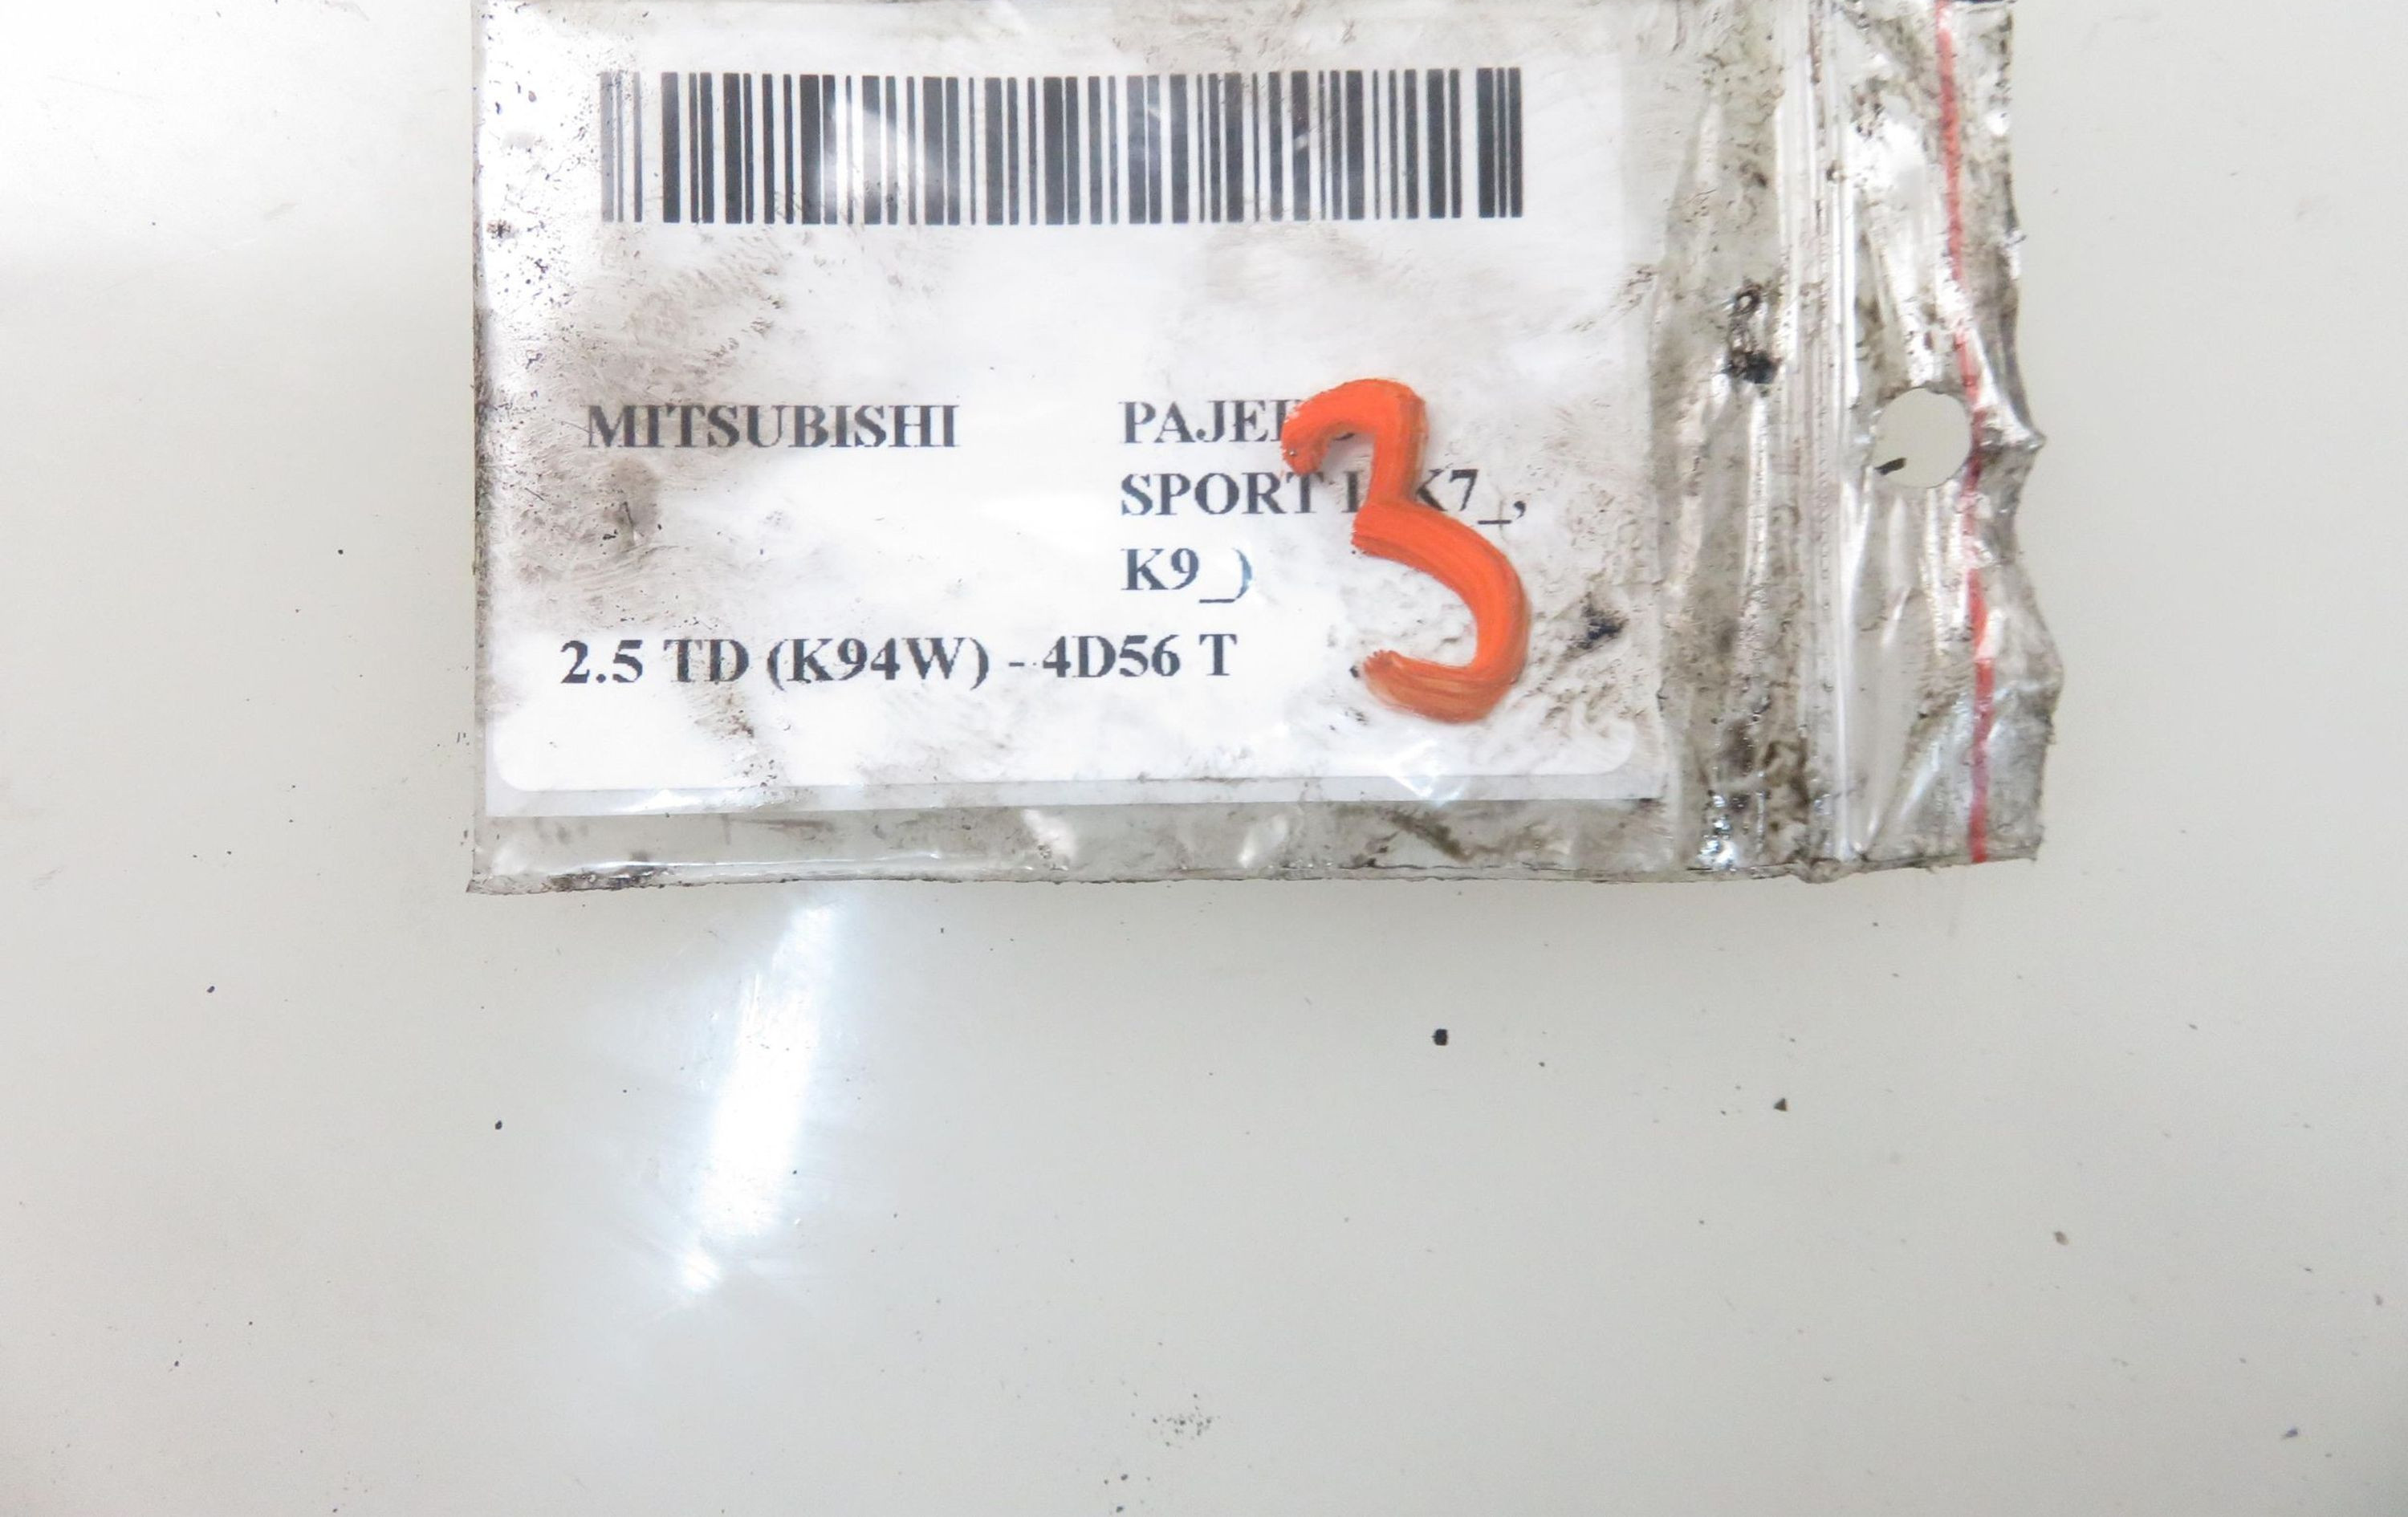 MITSUBISHI PAJE
SPORT K7_,
K9_)
2.5 TD (K94W) - 4D56 T
3